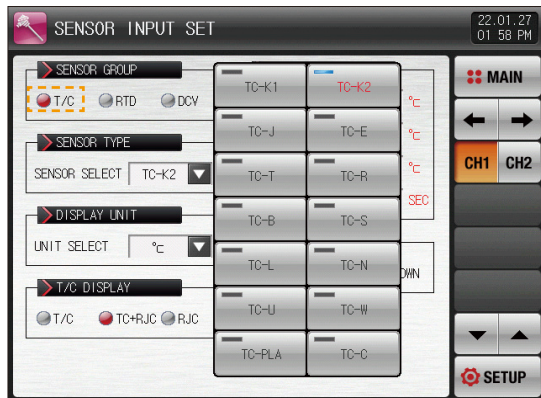 SENSOR INPUT SET
22.01.27
01 58 PM
SENSOR GROUP
T/C RTD DCV
SENSOR TYPE
SENSOR SELECT TC-K2
DISPLAY UNIT
UNIT SELECT ℃
T/C DISPLAY
T/C TC+RJC RJC
TC-K1 TC-K2
TC-J TC-E
TC-T TC-R
TC-B TC-S
TC-L TC-N
TC-U TC-W
TC-PLA TC-C
℃
℃
℃
SEC
MAIN
CH1 CH2
SETUP